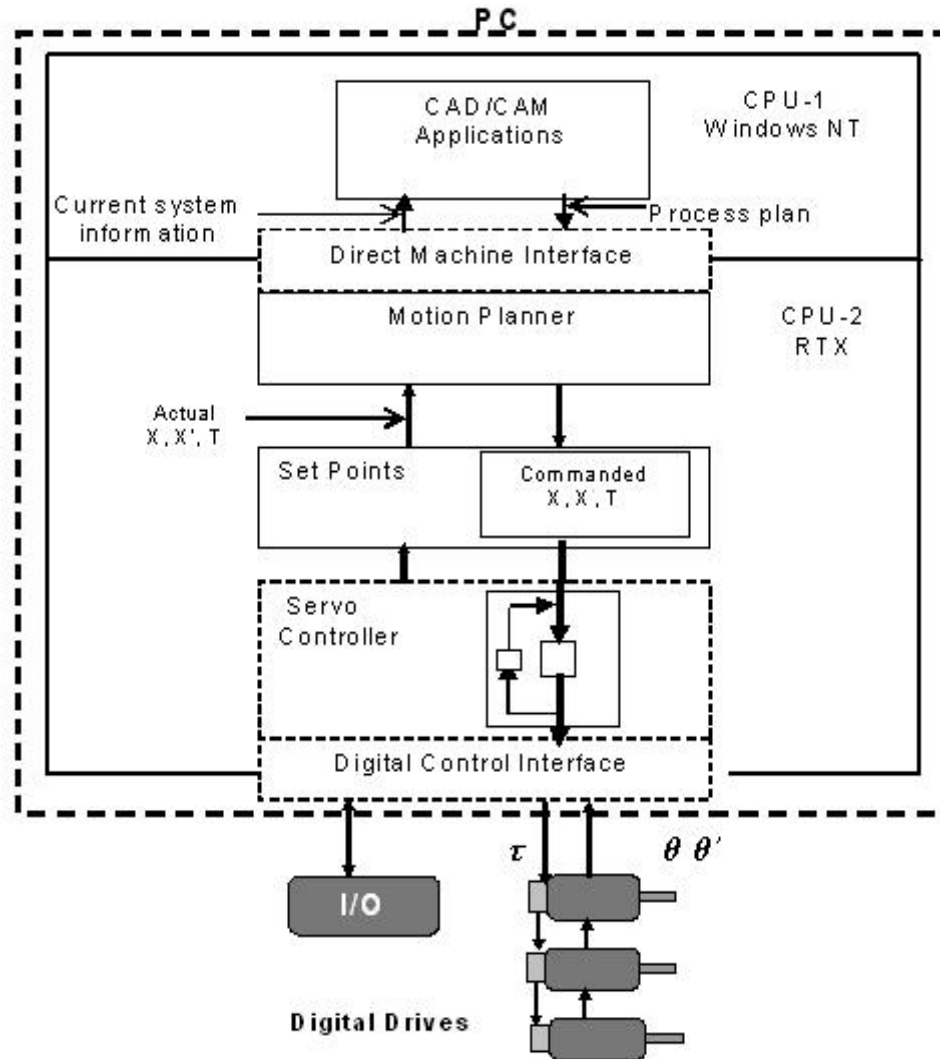 PC
CAD/CAM
Applications
CPU-1
Windows NT
Current system
information
Process plan
Direct Machine Interface
Motion Planner
CPU-2
RTX
Actual
X, X', T
Set Points
Commanded
X, X', T
Servo
Controller
Digital Control Interface
τ
θ θ'
I/O
Digital Drives